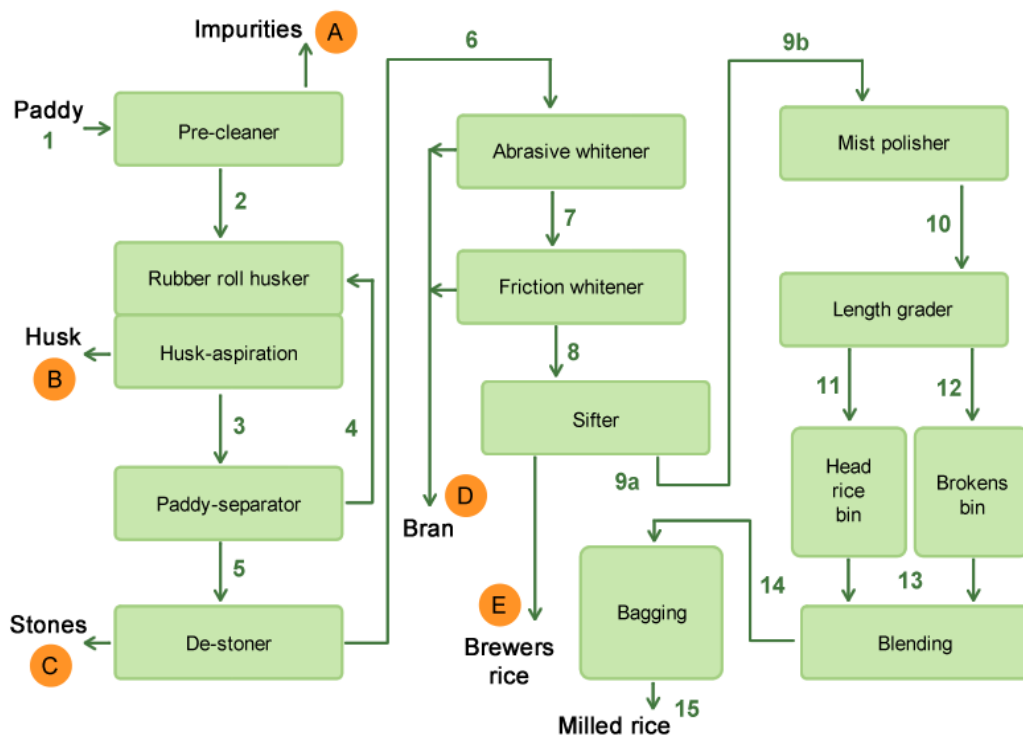 Impurities A
Paddy
1
Pre-cleaner
2
Rubber roll husker
Husk
B
Husk-aspiration
3
4
Paddy-separator
5
Stones
C
De-stoner
6
Abrasive whitener
7
Friction whitener
8
Sifter
D
Bran
E
Brewers
rice
9a
9b
Mist polisher
10
Length grader
11
12
Head
rice
bin
Brokens
bin
13
Blending
14
Bagging
15
Milled rice